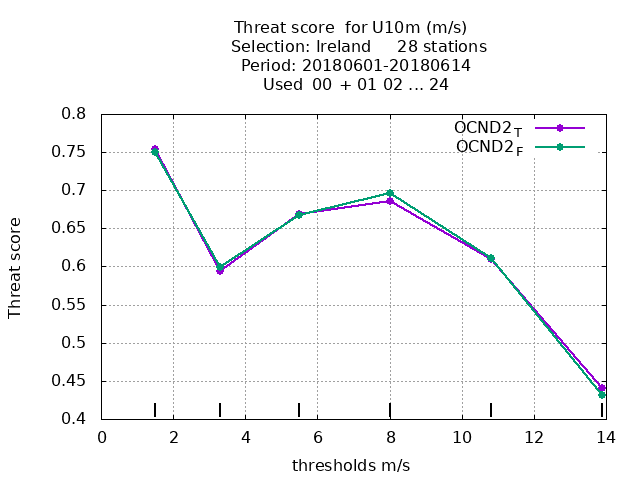 Threat score for U10m (m/s)
Selection: Ireland 28 stations
Period: 20180601-20180614
Used 00 + 01 02 ... 24
OCND2T
OCND2F
0.8
0.75
0.7
0.65
0.6
0.55
0.5
0.45
0.4
Threat score
0 2 4 6 8 10 12 14
thresholds m/s